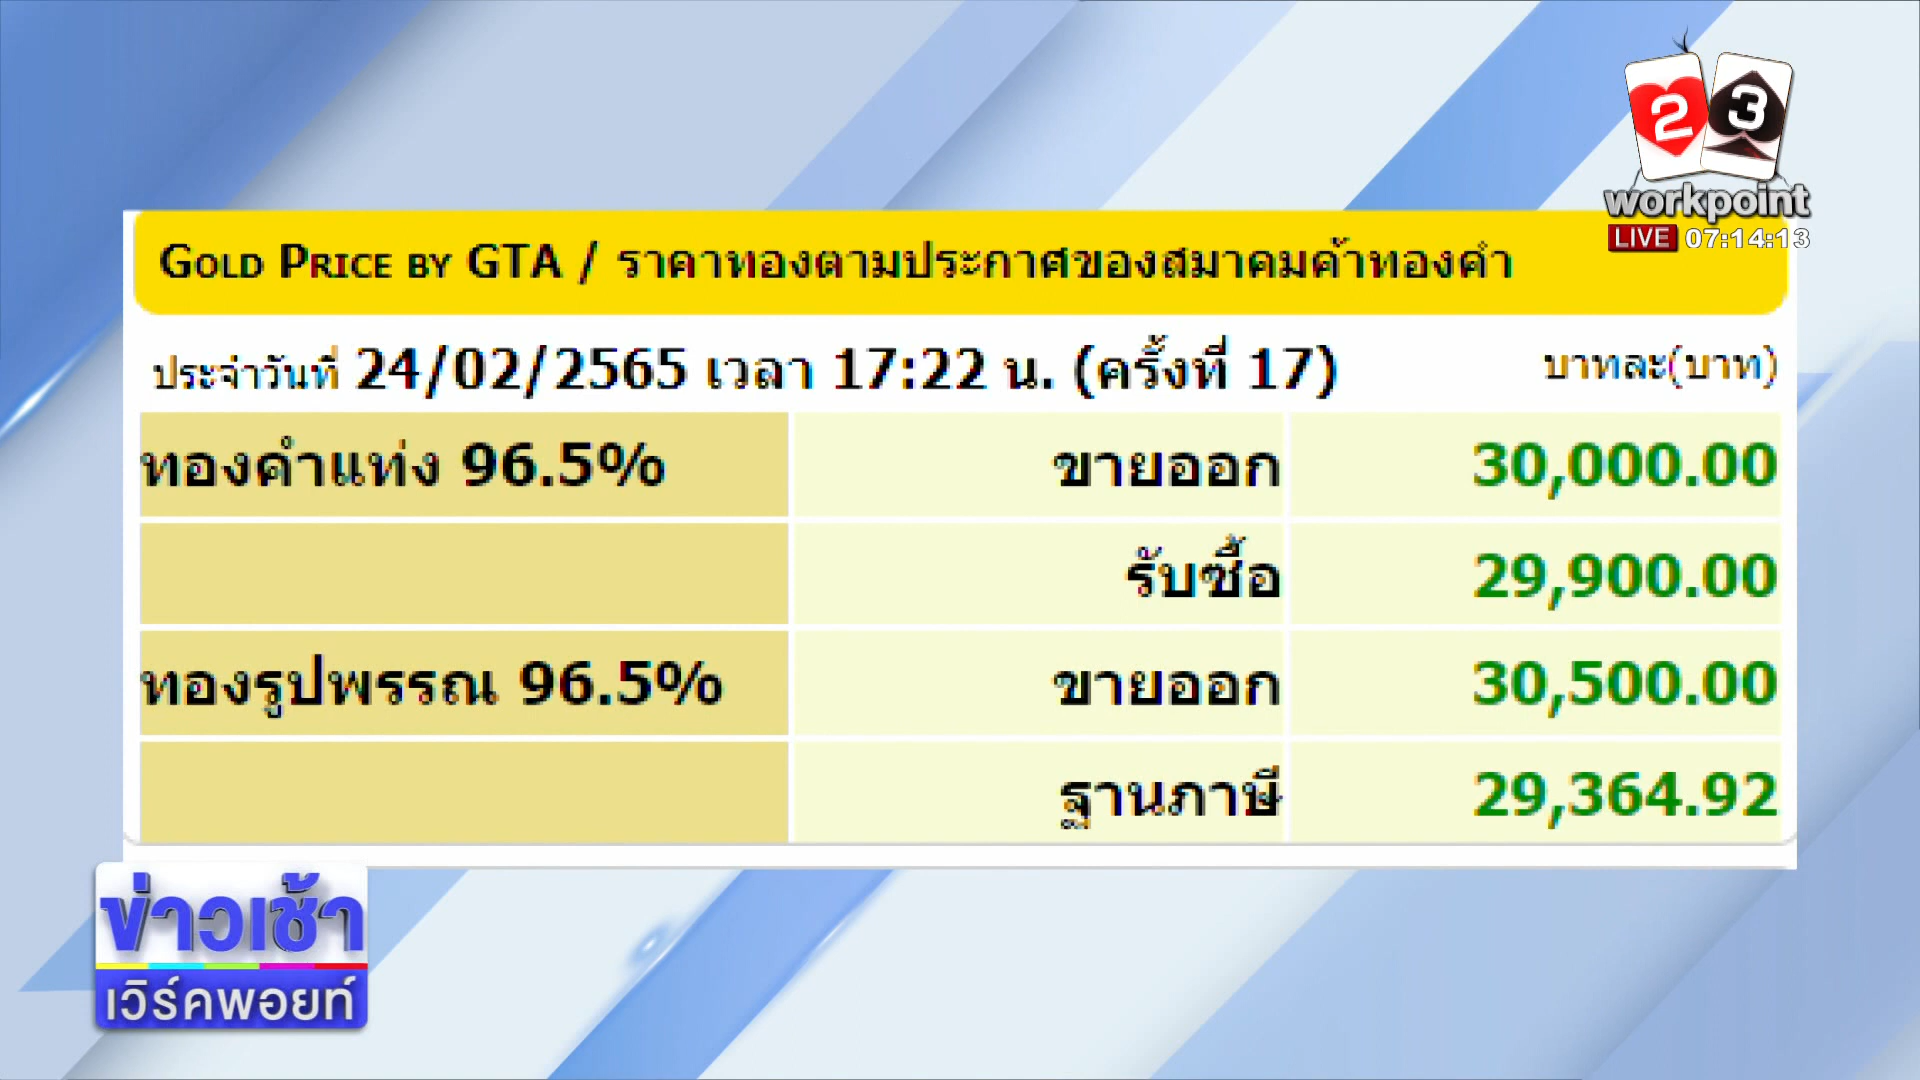 2 3
workpoint
LIVE 07:14:13
GOLD PRICE BY GTA / ราคาทองตามประกาศของสมาคมค้าทองคำ
ประจำวันที่ 24/02/2565 เวลา 17:22 น. (ครั้งที่ 17) บาทละ(บาท)
ทองคำแท่ง 96.5% ขายออก 30,000.00
รับซื้อ 29,900.00
ทองรูปพรรณ 96.5% ขายออก 30,500.00
ฐานภาษี 29,364.92
ข่าวเช้า
เวิร์คพอยท์